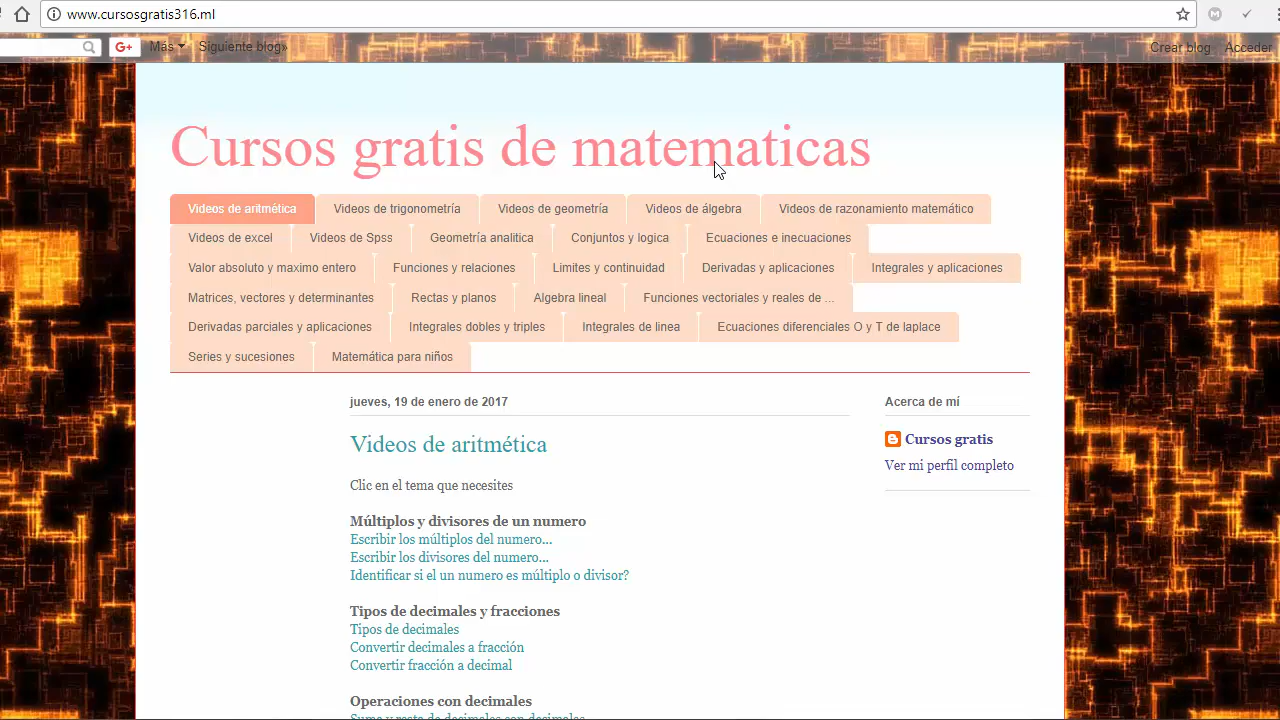 www.cursosgratis316.ml
G+ Más Siguiente blog» Crear blog Acceder
Cursos gratis de matematicas
Videos de aritmética Videos de trigonometría Videos de geometría Videos de álgebra Videos de razonamiento matemático
Videos de excel Videos de Spss Geometría analitica Conjuntos y logica Ecuaciones e inecuaciones
Valor absoluto y maximo entero Funciones y relaciones Limites y continuidad Derivadas y aplicaciones Integrales y aplicaciones
Matrices, vectores y determinantes Rectas y planos Algebra lineal Funciones vectoriales y reales de ...
Derivadas parciales y aplicaciones Integrales dobles y triples Integrales de linea Ecuaciones diferenciales O y T de laplace
Series y sucesiones Matemática para niños
jueves, 19 de enero de 2017
Videos de aritmética
Clic en el tema que necesites
Múltiplos y divisores de un numero
Escribir los múltiplos del numero...
Escribir los divisores del numero...
Identificar si el un numero es múltiplo o divisor?
Tipos de decimales y fracciones
Tipos de decimales
Convertir decimales a fracción
Convertir fracción a decimal
Operaciones con decimales
Suma y resta de decimales con decimales
Acerca de mí
Cursos gratis
Ver mi perfil completo